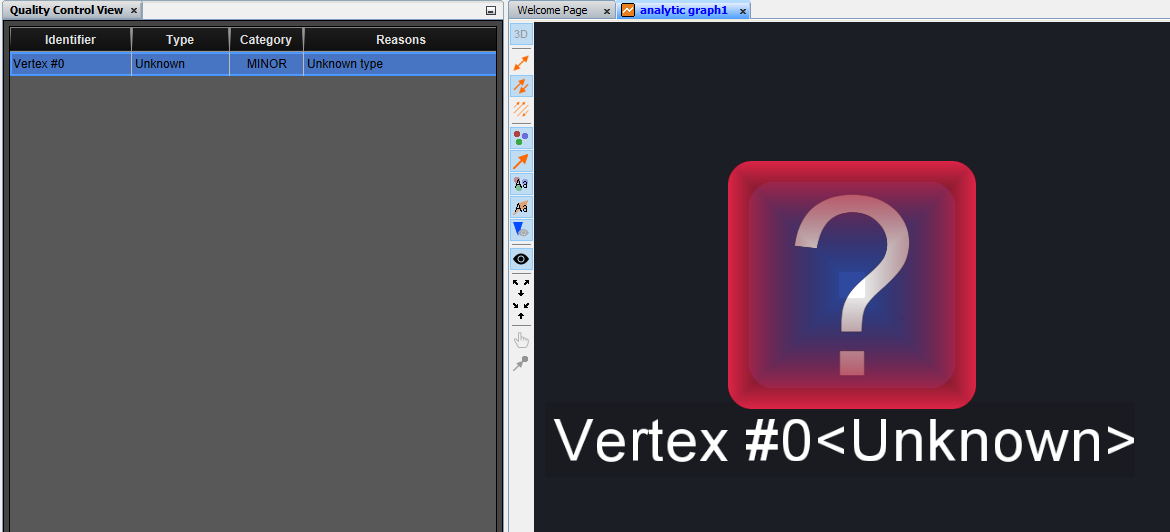 Quality Control View
Identifier Type Category Reasons
Vertex #0 Unknown MINOR Unknown type
Welcome Page analytic graph1
3D
Aa
Aa
?
Vertex #0<Unknown>